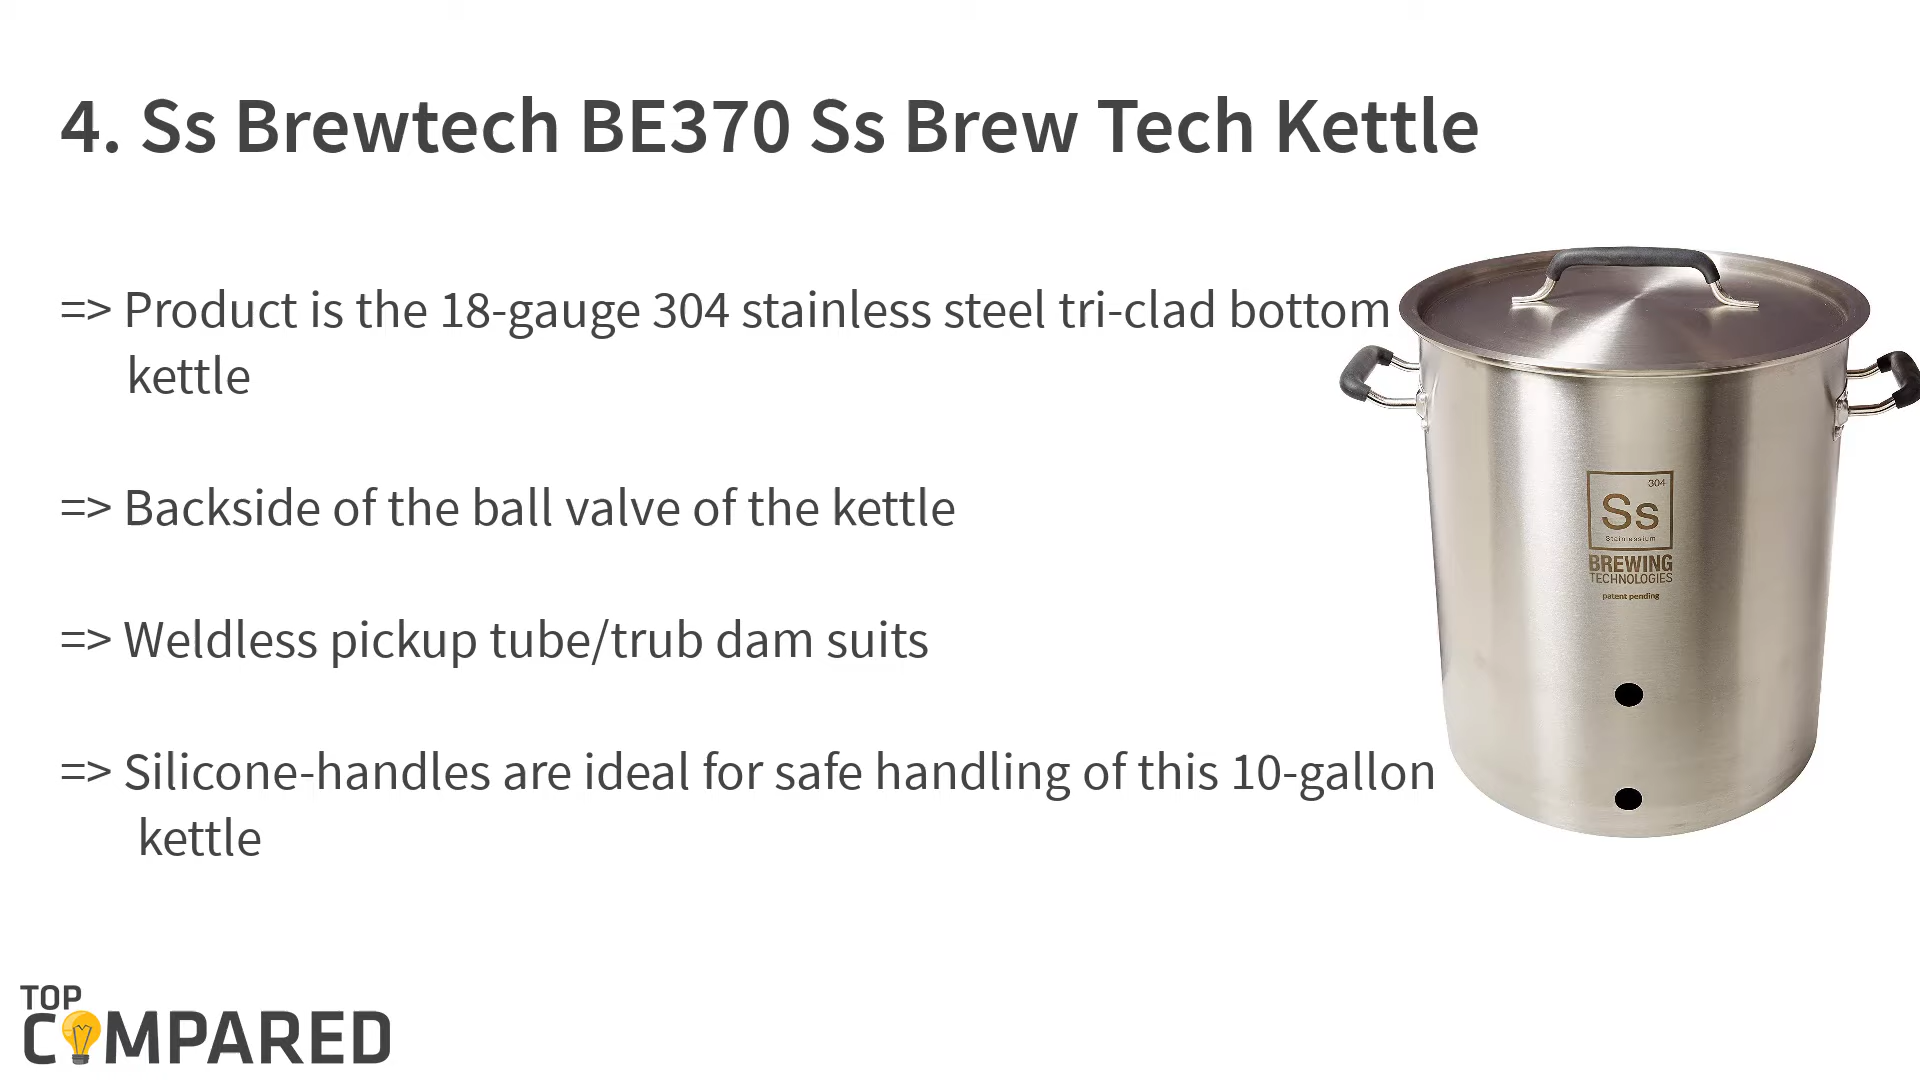 4. Ss Brewtech BE370 Ss Brew Tech Kettle
=> Product is the 18-gauge 304 stainless steel tri-clad bottom
kettle
=> Backside of the ball valve of the kettle
=> Weldless pickup tube/trub dam suits
=> Silicone-handles are ideal for safe handling of this 10-gallon
kettle
304
Ss
Stainlessium
BREWING
TECHNOLOGIES
patent pending
TOP
COMPARED